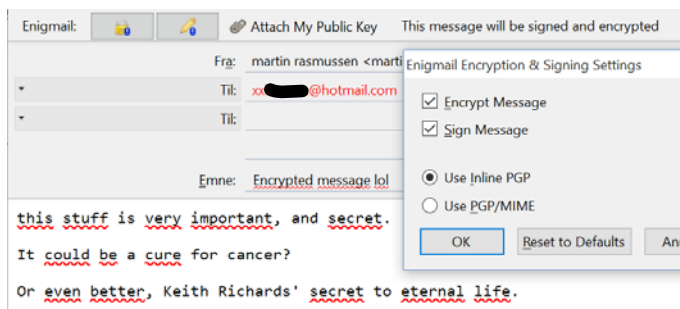 Enigmail: Attach My Public Key This message will be signed and encrypted
Fra: martin rasmussen <marti
Til: xx @hotmail.com
Til:
Emne: Encrypted message lol
this stuff is very important, and secret.
It could be a cure for cancer?
Or even better, Keith Richards' secret to eternal life.
Enigmail Encryption & Signing Settings
Encrypt Message
Sign Message
Use Inline PGP
Use PGP/MIME
OK Reset to Defaults